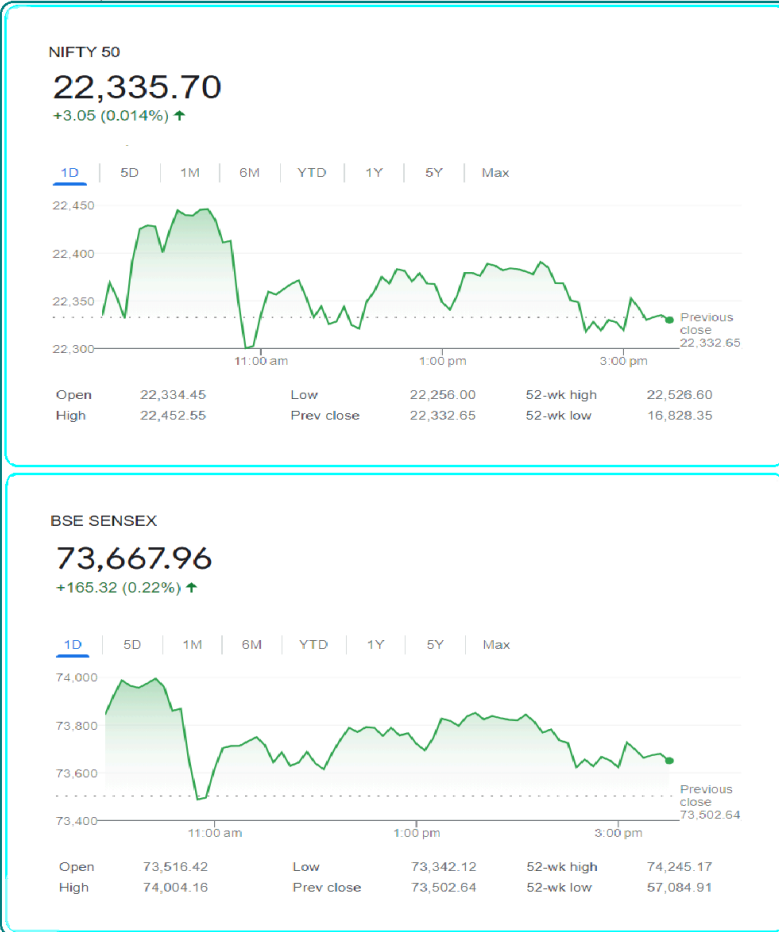 NIFTY 50
22,335.70
+3.05 (0.014%) ↑
1D 5D 1M 6M YTD 1Y 5Y Max
22,450
22,400
22,350
22,300
Previous
close
22,332.65
11:00 am 1:00 pm 3:00 pm
Open 22,334.45 Low 22,256.00 52-wk high 22,526.60
High 22,452.55 Prev close 22,332.65 52-wk low 16,828.35
BSE SENSEX
73,667.96
+165.32 (0.22%) ↑
1D 5D 1M 6M YTD 1Y 5Y Max
74,000
73,800
73,600
73,400
Previous
close
73,502.64
11:00 am 1:00 pm 3:00 pm
Open 73,516.42 Low 73,342.12 52-wk high 74,245.17
High 74,004.16 Prev close 73,502.64 52-wk low 57,084.91